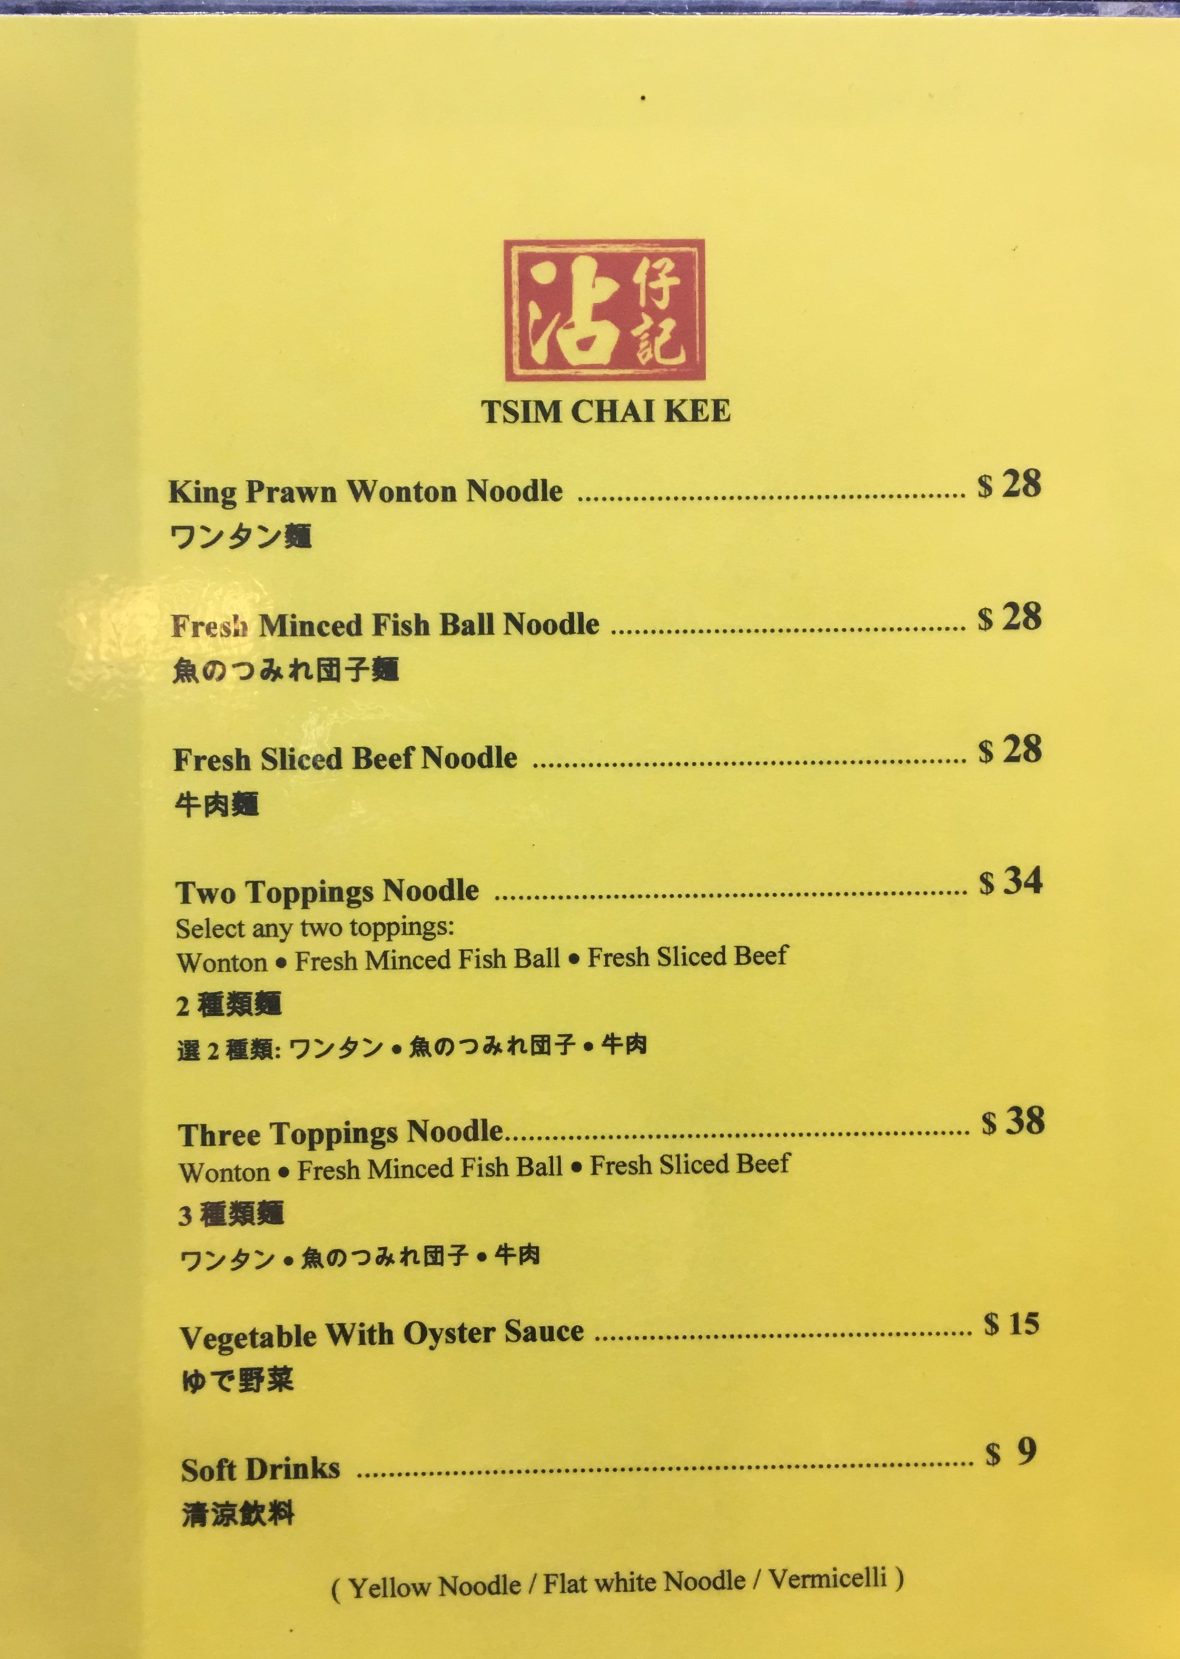 沾仔記
TSIM CHAI KEE
King Prawn Wonton Noodle ................................................ $ 28
ワンタン麵
Fresh Minced Fish Ball Noodle ............................................ $ 28
魚のつみれ団子麵
Fresh Sliced Beef Noodle ...................................................... $ 28
牛肉麵
Two Toppings Noodle ........................................................... $ 34
Select any two toppings:
Wonton ● Fresh Minced Fish Ball ● Fresh Sliced Beef
2 種類麵
選 2 種類: ワンタン ● 魚のつみれ団子 ● 牛肉
Three Toppings Noodle.......................................................... $ 38
Wonton ● Fresh Minced Fish Ball ● Fresh Sliced Beef
3 種類麵
ワンタン ● 魚のつみれ団子 ● 牛肉
Vegetable With Oyster Sauce ............................................... $ 15
ゆで野菜
Soft Drinks ............................................................................. $ 9
清涼飲料
( Yellow Noodle / Flat white Noodle / Vermicelli )